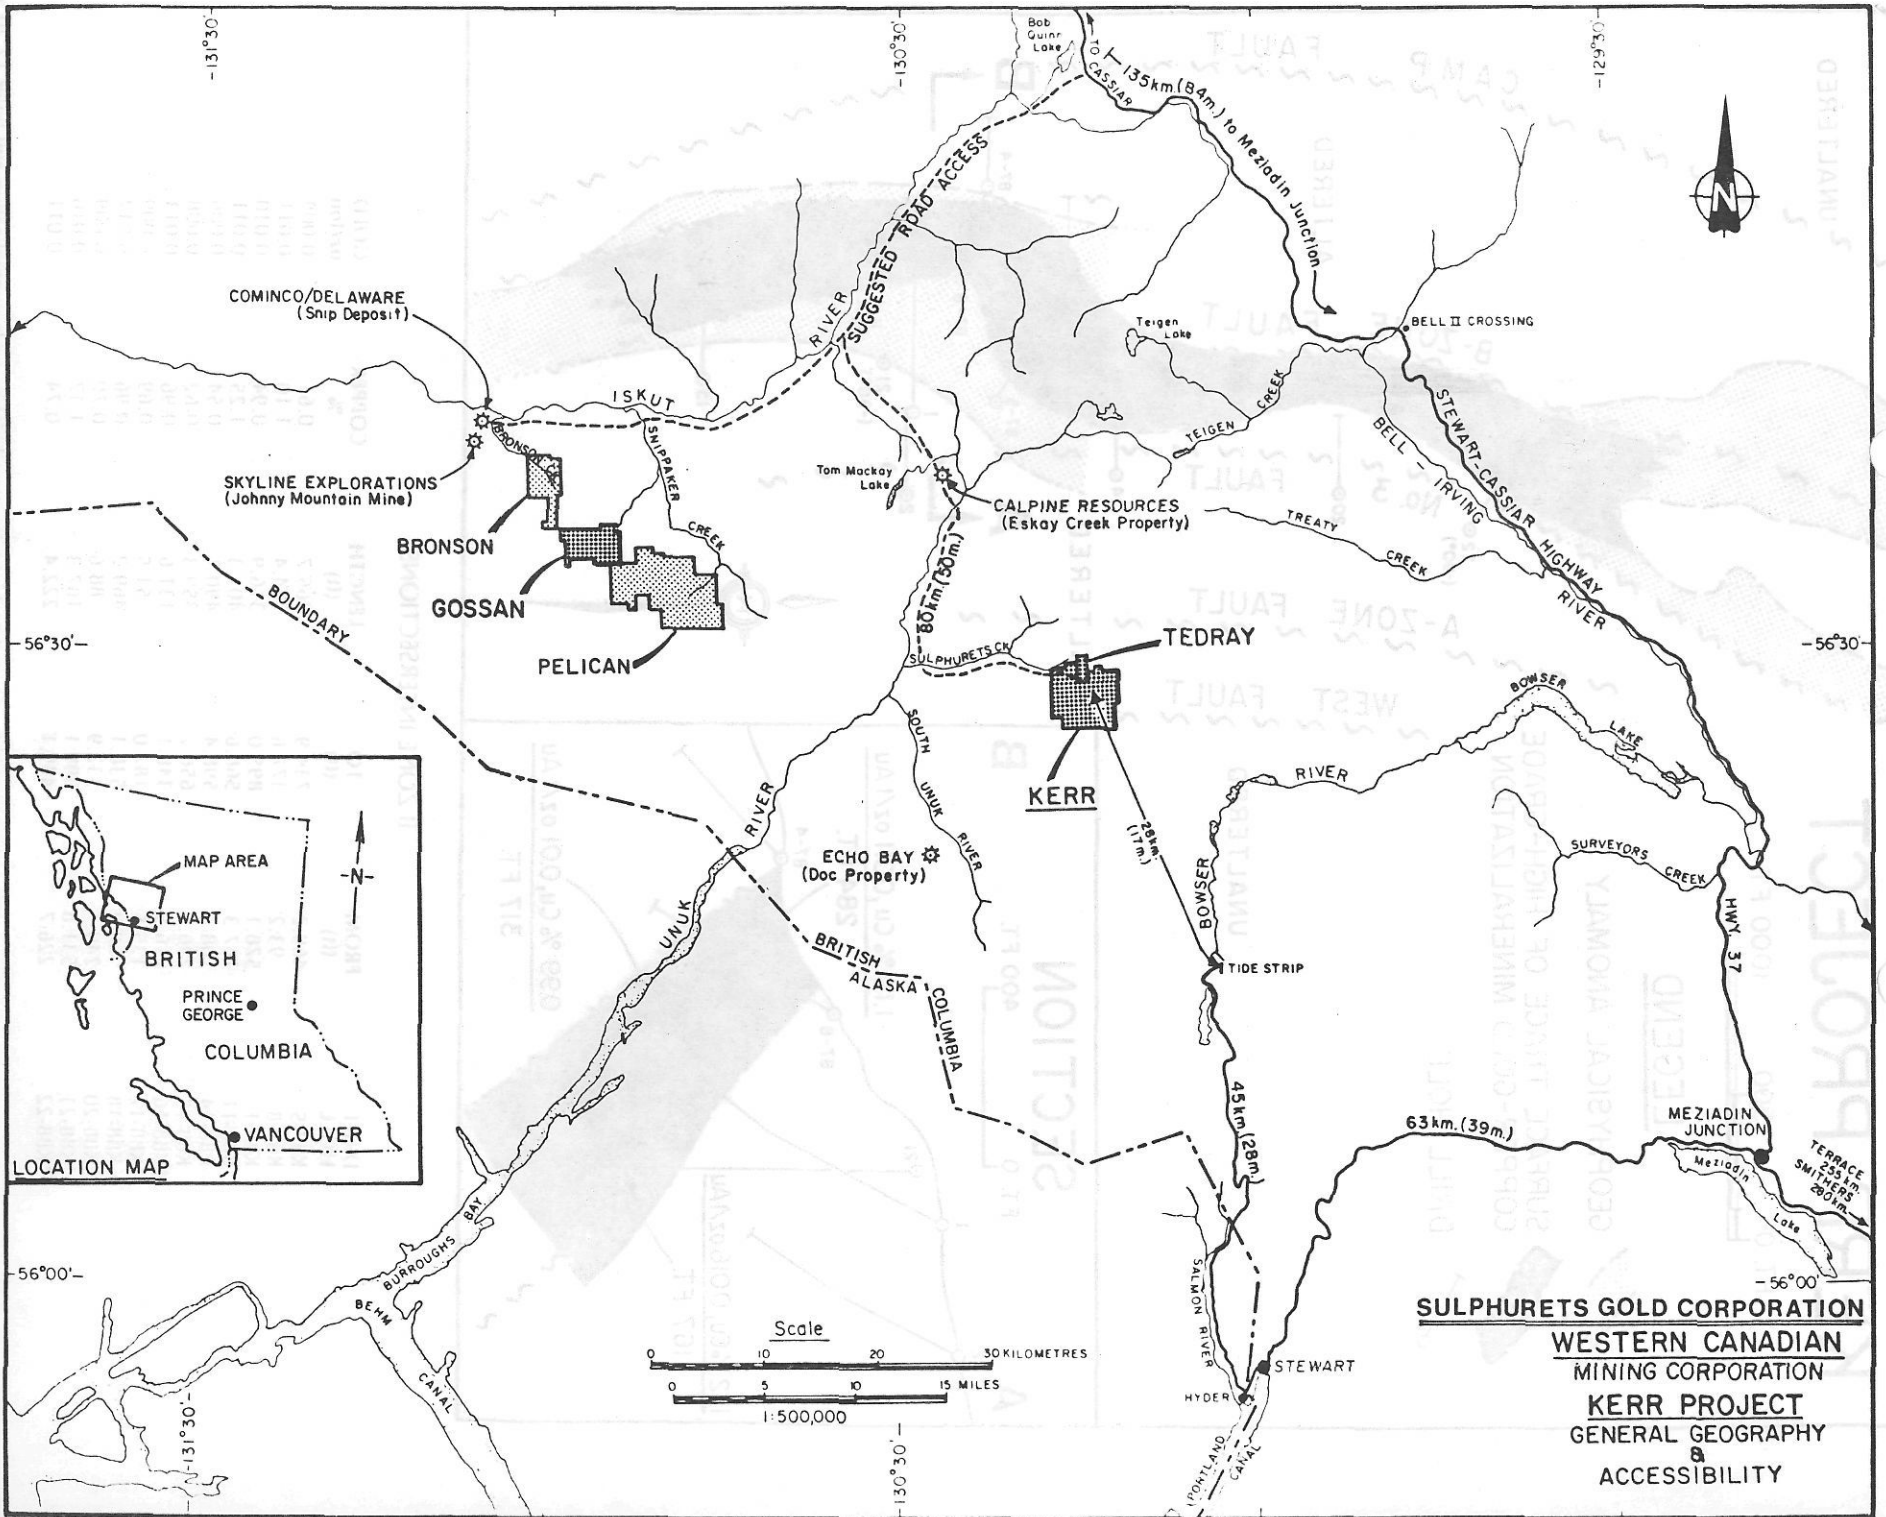 -131°30'
-130°30'
-129°30'
Bob
Quinn
Lake
TO
CASSIAR
135km.(84m.) to Meziadin Junction
N
SUGGESTED ROAD ACCESS
COMINCO/DELAWARE
(Snip Deposit)
RIVER
ISKUT
Teigen
Lake
BELL II CROSSING
TEIGEN
CREEK
STEWART-CASSIAR HIGHWAY
BELL - IRVING
RIVER
BRONSON
SNIPPAKER
CREEK
SKYLINE EXPLORATIONS
(Johnny Mountain Mine)
Tom Mackay
Lake
CALPINE RESOURCES
(Eskay Creek Property)
TREATY
CREEK
BRONSON
GOSSAN
PELICAN
BOUNDARY
80km(50m.)
-56°30'-
-56°30'-
SULPHURETS CK.
TEDRAY
KERR
28km.
(17m.)
SOUTH
UNUK
RIVER
BOWSER
LAKE
RIVER
BOWSER
SURVEYORS
CREEK
HWY. 37
RIVER
UNUK
ECHO BAY
(Doc Property)
BRITISH
COLUMBIA
ALASKA
TIDE STRIP
45km.(28m.)
63km.(39m.)
MEZIADIN
JUNCTION
Meziadin
Lake
TERRACE
255km.
SMITHERS
280km.
-N-
MAP AREA
STEWART
BRITISH
PRINCE
GEORGE
COLUMBIA
VANCOUVER
LOCATION MAP
BURROUGHS BAY
BEHM
CANAL
SALMON RIVER
STEWART
HYDER
PORTLAND
CANAL
-56°00'-
-56°00'
Scale
0 10 20 30 KILOMETRES
0 5 10 15 MILES
1:500,000
-131°30'-
-130°30'-
SULPHURETS GOLD CORPORATION
WESTERN CANADIAN
MINING CORPORATION
KERR PROJECT
GENERAL GEOGRAPHY
&
ACCESSIBILITY